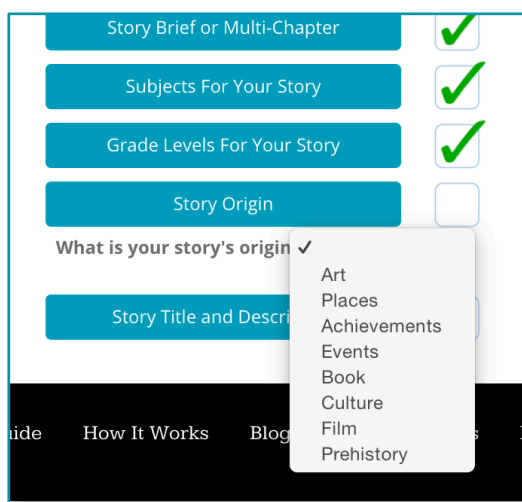 Story Brief or Multi-Chapter
Subjects For Your Story
Grade Levels For Your Story
Story Origin
What is your story's origin
Art
Places
Achievements
Events
Book
Culture
Film
Prehistory
Story Title and Descri
How It Works
Blog